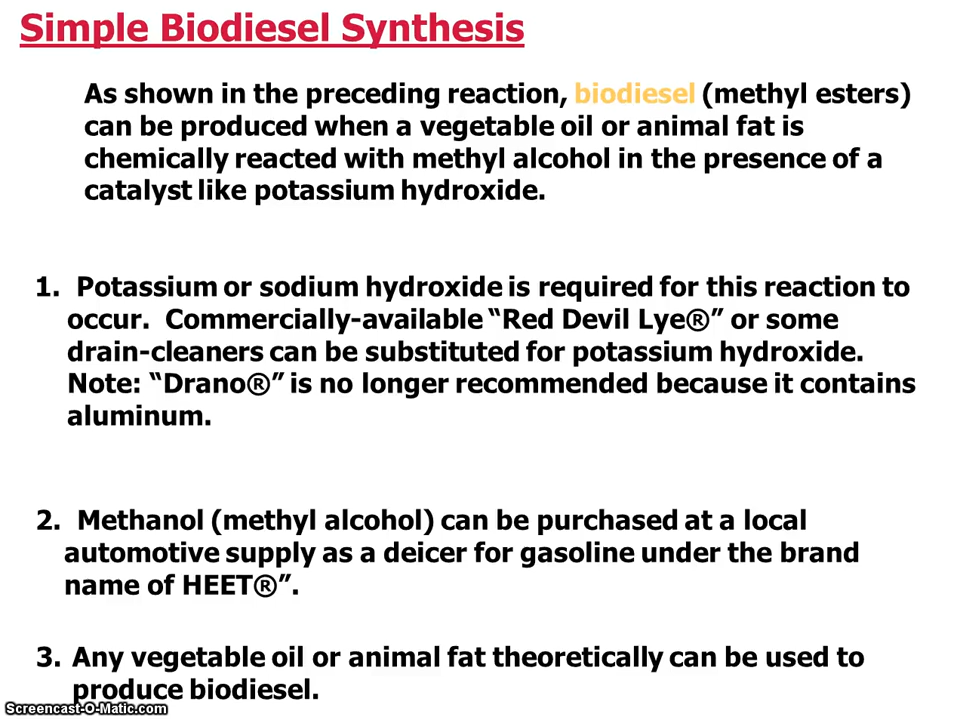 Simple Biodiesel Synthesis
As shown in the preceding reaction, biodiesel (methyl esters)
can be produced when a vegetable oil or animal fat is
chemically reacted with methyl alcohol in the presence of a
catalyst like potassium hydroxide.
1. Potassium or sodium hydroxide is required for this reaction to
occur. Commercially-available “Red Devil Lye®” or some
drain-cleaners can be substituted for potassium hydroxide.
Note: “Drano®” is no longer recommended because it contains
aluminum.
2. Methanol (methyl alcohol) can be purchased at a local
automotive supply as a deicer for gasoline under the brand
name of HEET®”.
3. Any vegetable oil or animal fat theoretically can be used to
produce biodiesel.
Screencast-O-Matic.com